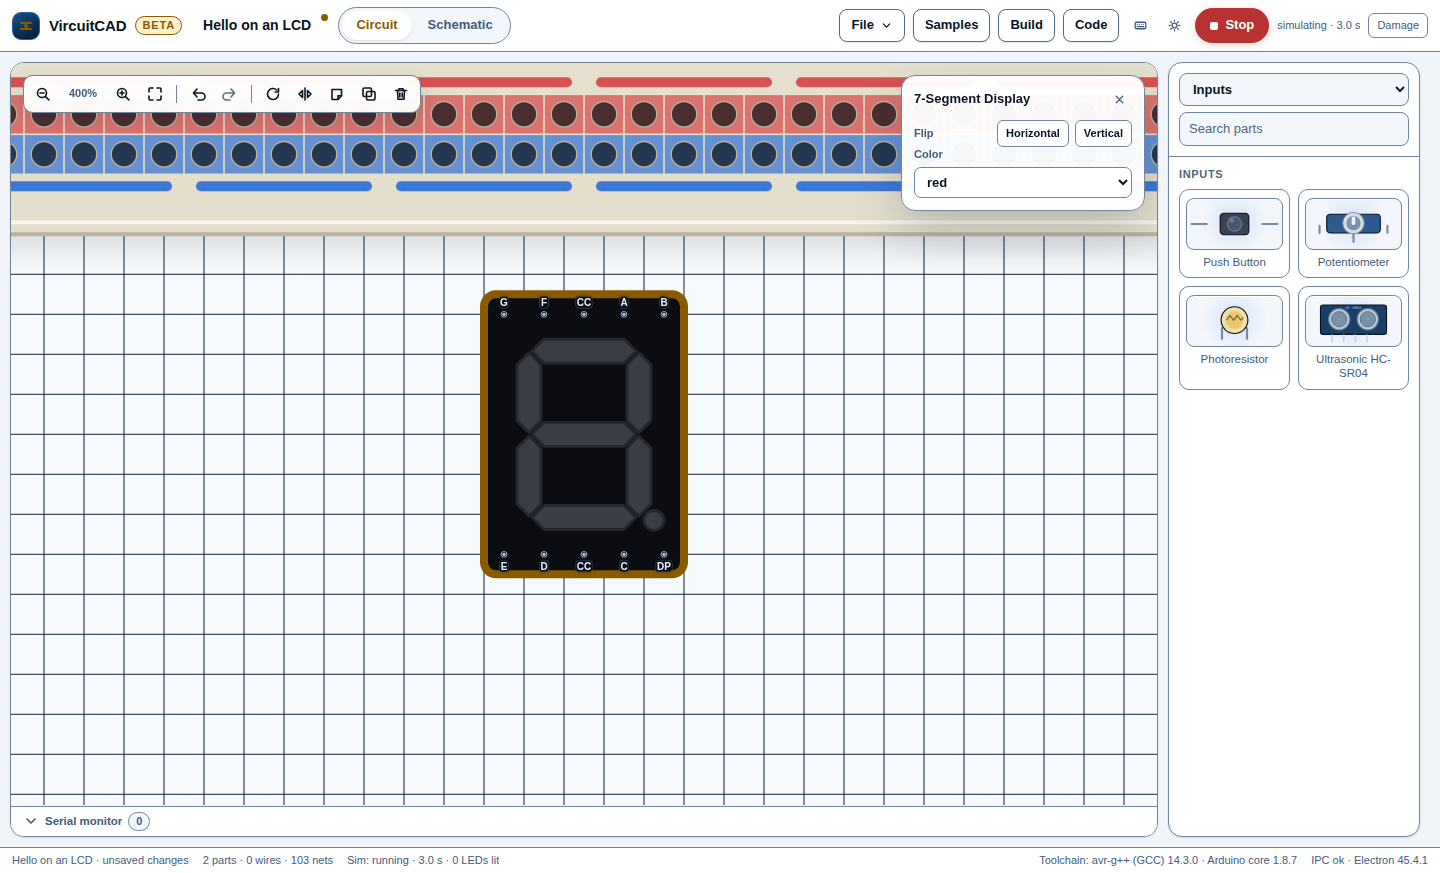 VircuitCAD BETA Hello on an LCD Circuit Schematic File Samples Build Code Stop simulating · 3.0 s Damage
400%
7-Segment Display
Flip Horizontal Vertical
Color
red
Inputs
Search parts
INPUTS
Push Button Potentiometer
Photoresistor Ultrasonic HC-SR04
G F CC A B
E D CC C DP
Serial monitor 0
Hello on an LCD · unsaved changes 2 parts · 0 wires · 103 nets Sim: running · 3.0 s · 0 LEDs lit Toolchain: avr-g++ (GCC) 14.3.0 · Arduino core 1.8.7 IPC ok · Electron 45.4.1